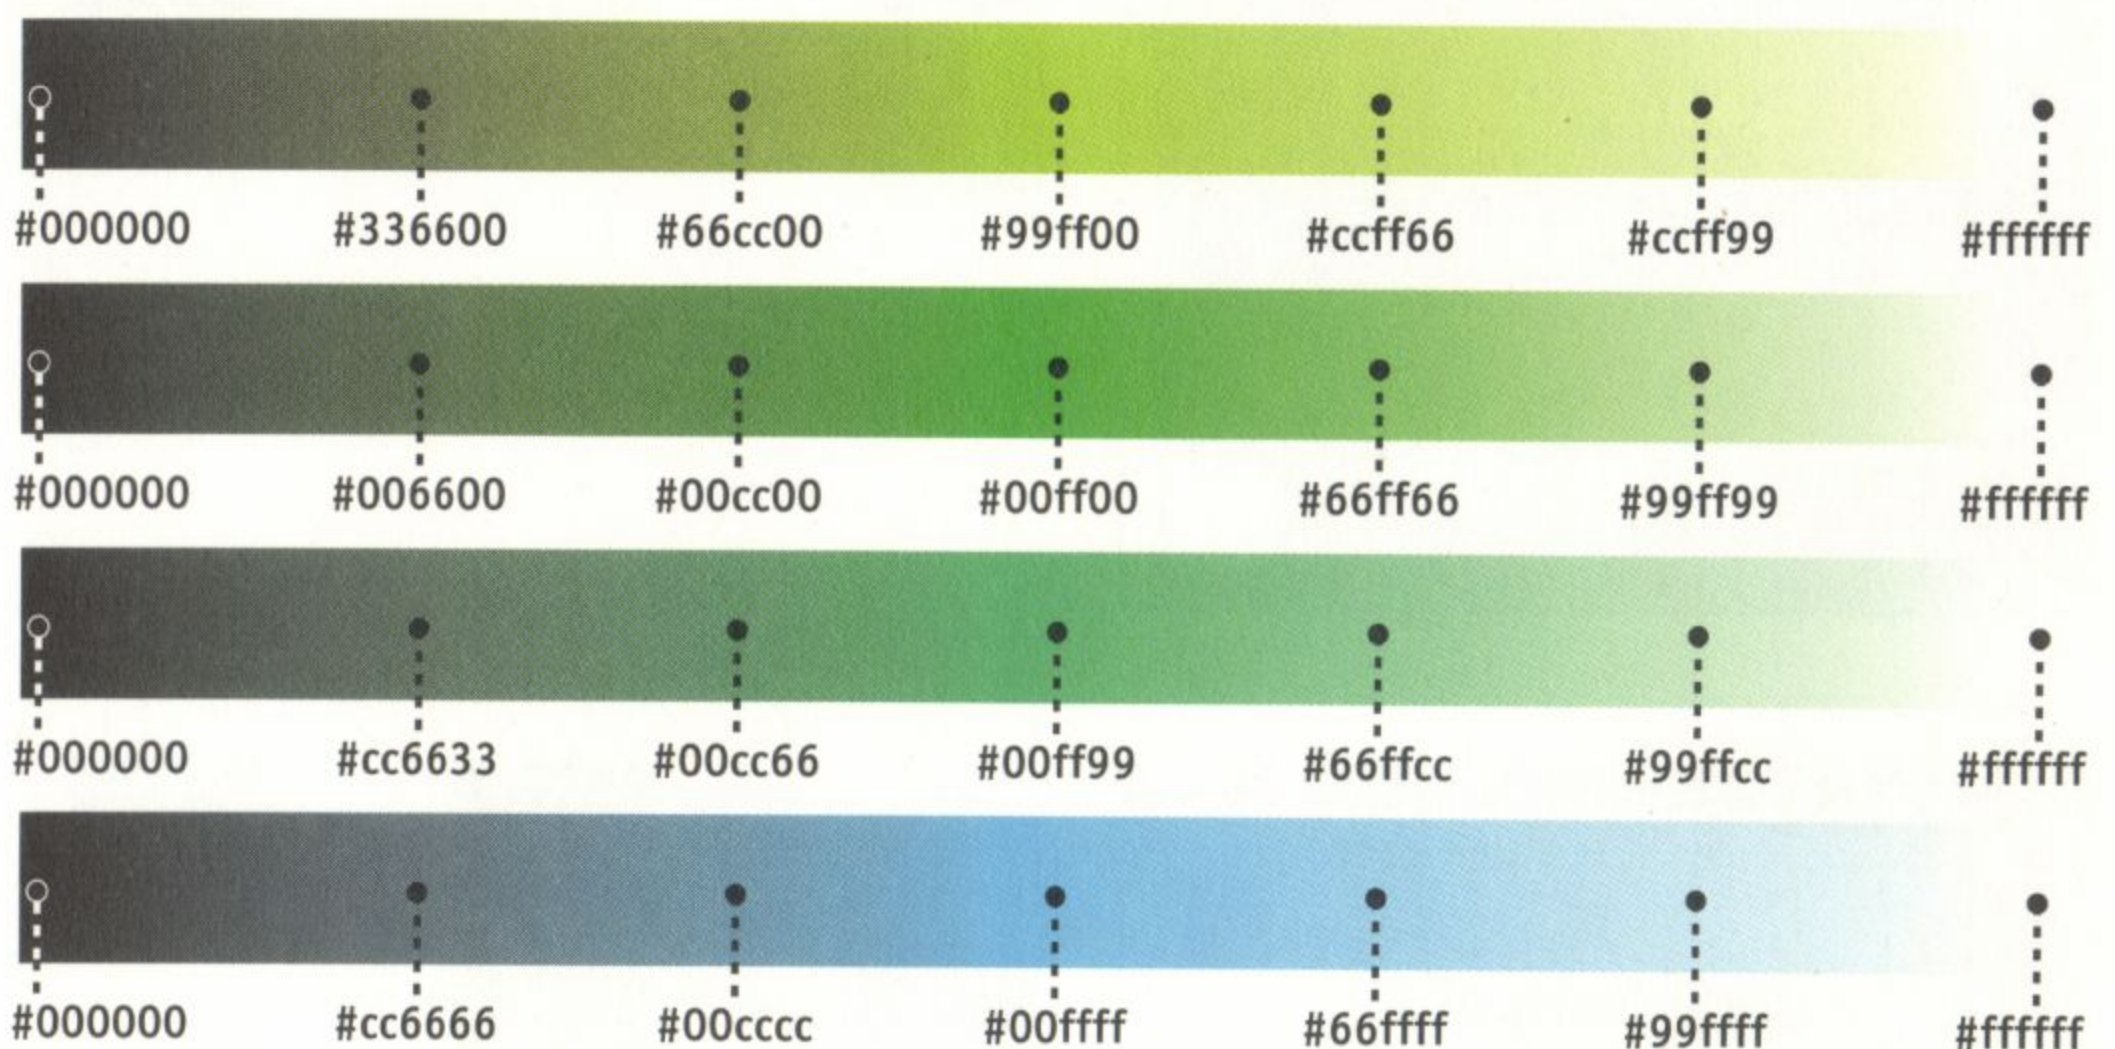 #000000 #336600 #66cc00 #99ff00 #ccff66 #ccff99 #ffffff
#000000 #006600 #00cc00 #00ff00 #66ff66 #99ff99 #ffffff
#000000 #cc6633 #00cc66 #00ff99 #66ffcc #99ffcc #ffffff
#000000 #cc6666 #00cccc #00ffff #66ffff #99ffff #ffffff